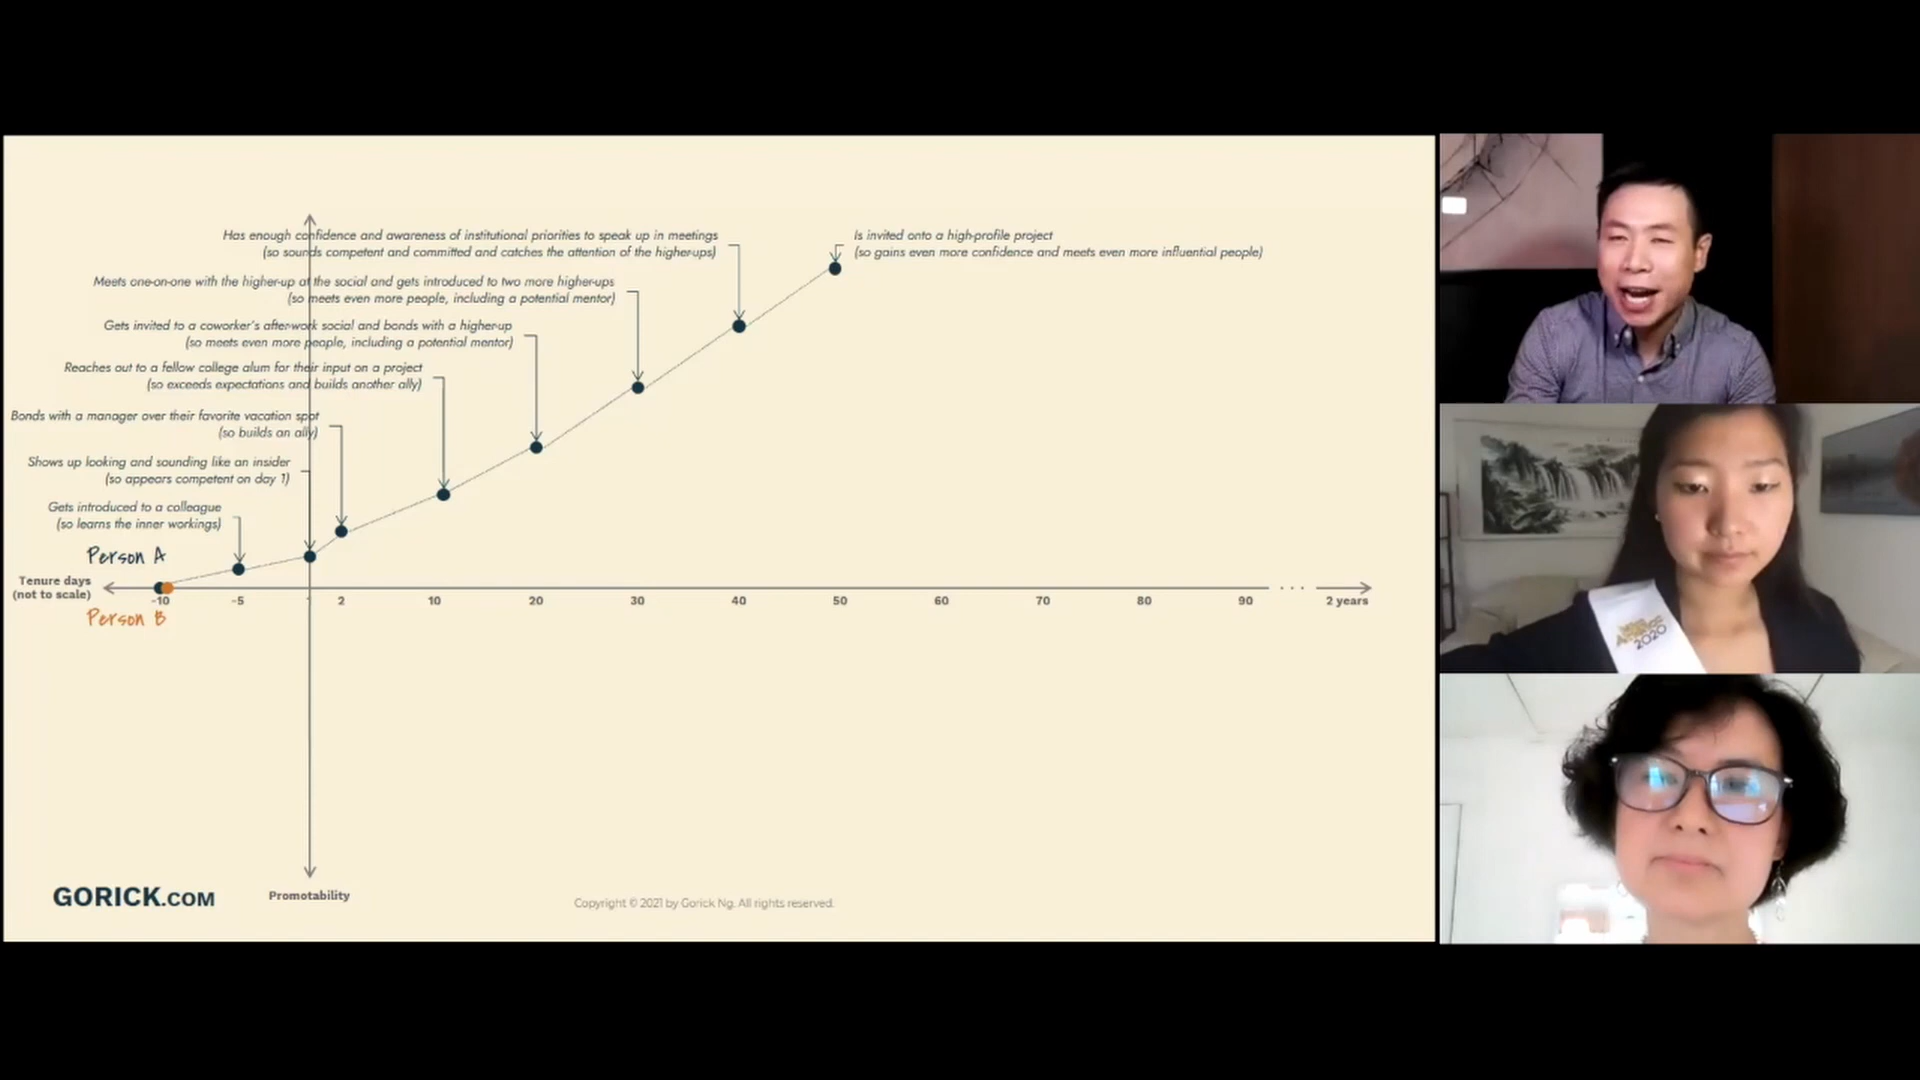 Has enough confidence and awareness of institutional priorities to speak up in meetings
(so sounds competent and committed and catches the attention of the higher-ups)
Is invited onto a high-profile project
(so gains even more confidence and meets even more influential people)
Meets one-on-one with the higher-up at the social and gets introduced to two more higher-ups
(so meets even more people, including a potential mentor)
Gets invited to a coworker's after-work social and bonds with a higher-up
(so meets even more people, including a potential mentor)
Reaches out to a fellow college alum for their input on a project
(so exceeds expectations and builds another ally)
Bonds with a manager over their favorite vacation spot
(so builds an ally)
Shows up looking and sounding like an insider
(so appears competent on day 1)
Gets introduced to a colleague
(so learns the inner workings)
Person A
Tenure days
(not to scale)
-10 -5 2 10 20 30 40 50 60 70 80 90 ... 2 years
Person B
Promotability
GORICK.COM
Copyright © 2021 by Gorick Ng. All rights reserved.
2020